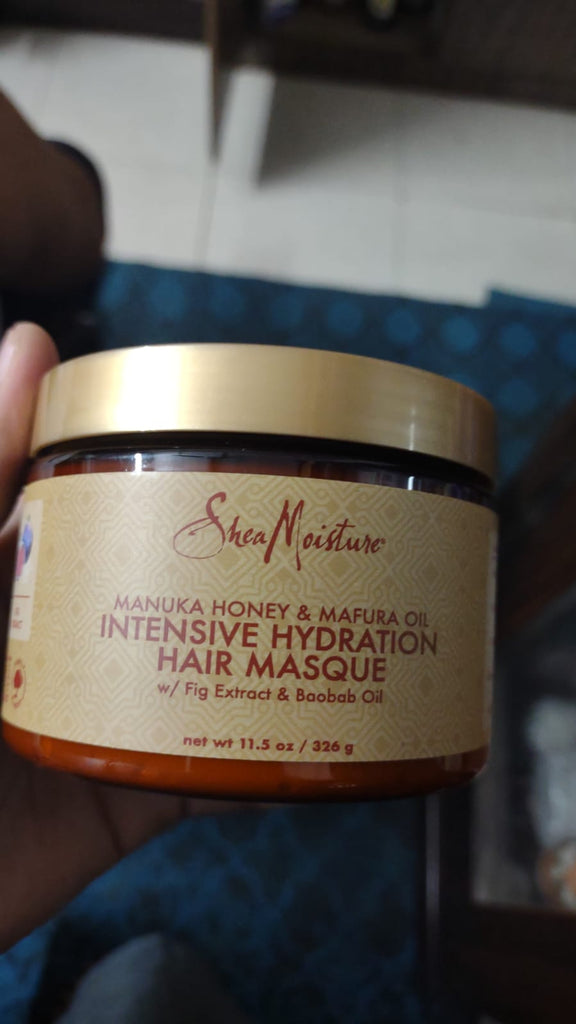 SheaMoisture®
MANUKA HONEY & MAFURA OIL
INTENSIVE HYDRATION
HAIR MASQUE
w/ Fig Extract & Baobab Oil
net wt 11.5 oz / 326 g